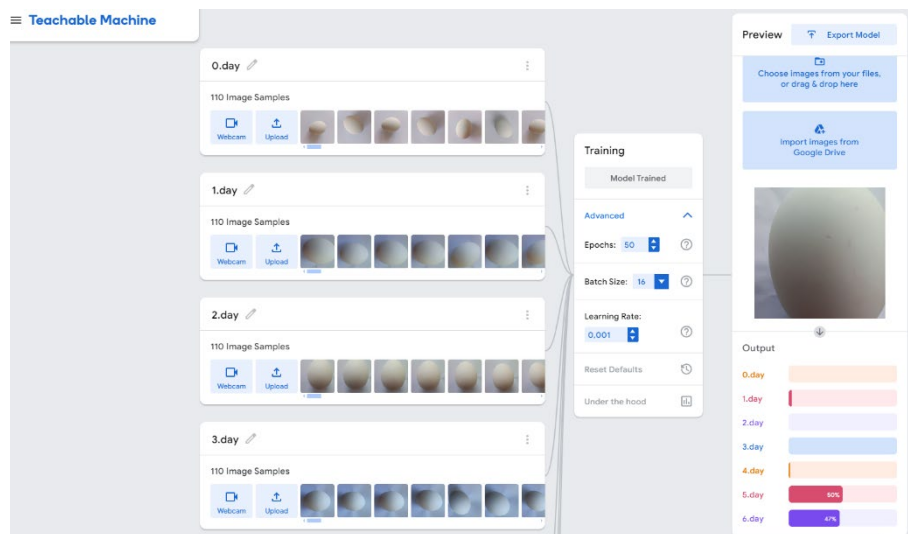 Teachable Machine
0.day
110 Image Samples
Webcam
Upload
1.day
110 Image Samples
Webcam
Upload
2.day
110 Image Samples
Webcam
Upload
3.day
110 Image Samples
Webcam
Upload
Training
Model Trained
Advanced
Epochs: 50
Batch Size: 16
Learning Rate:
0.001
Reset Defaults
Under the hood
Preview
Export Model
Choose images from your files,
or drag & drop here
Import images from
Google Drive
Output
0.day
1.day
2.day
3.day
4.day
5.day 50%
6.day 47%